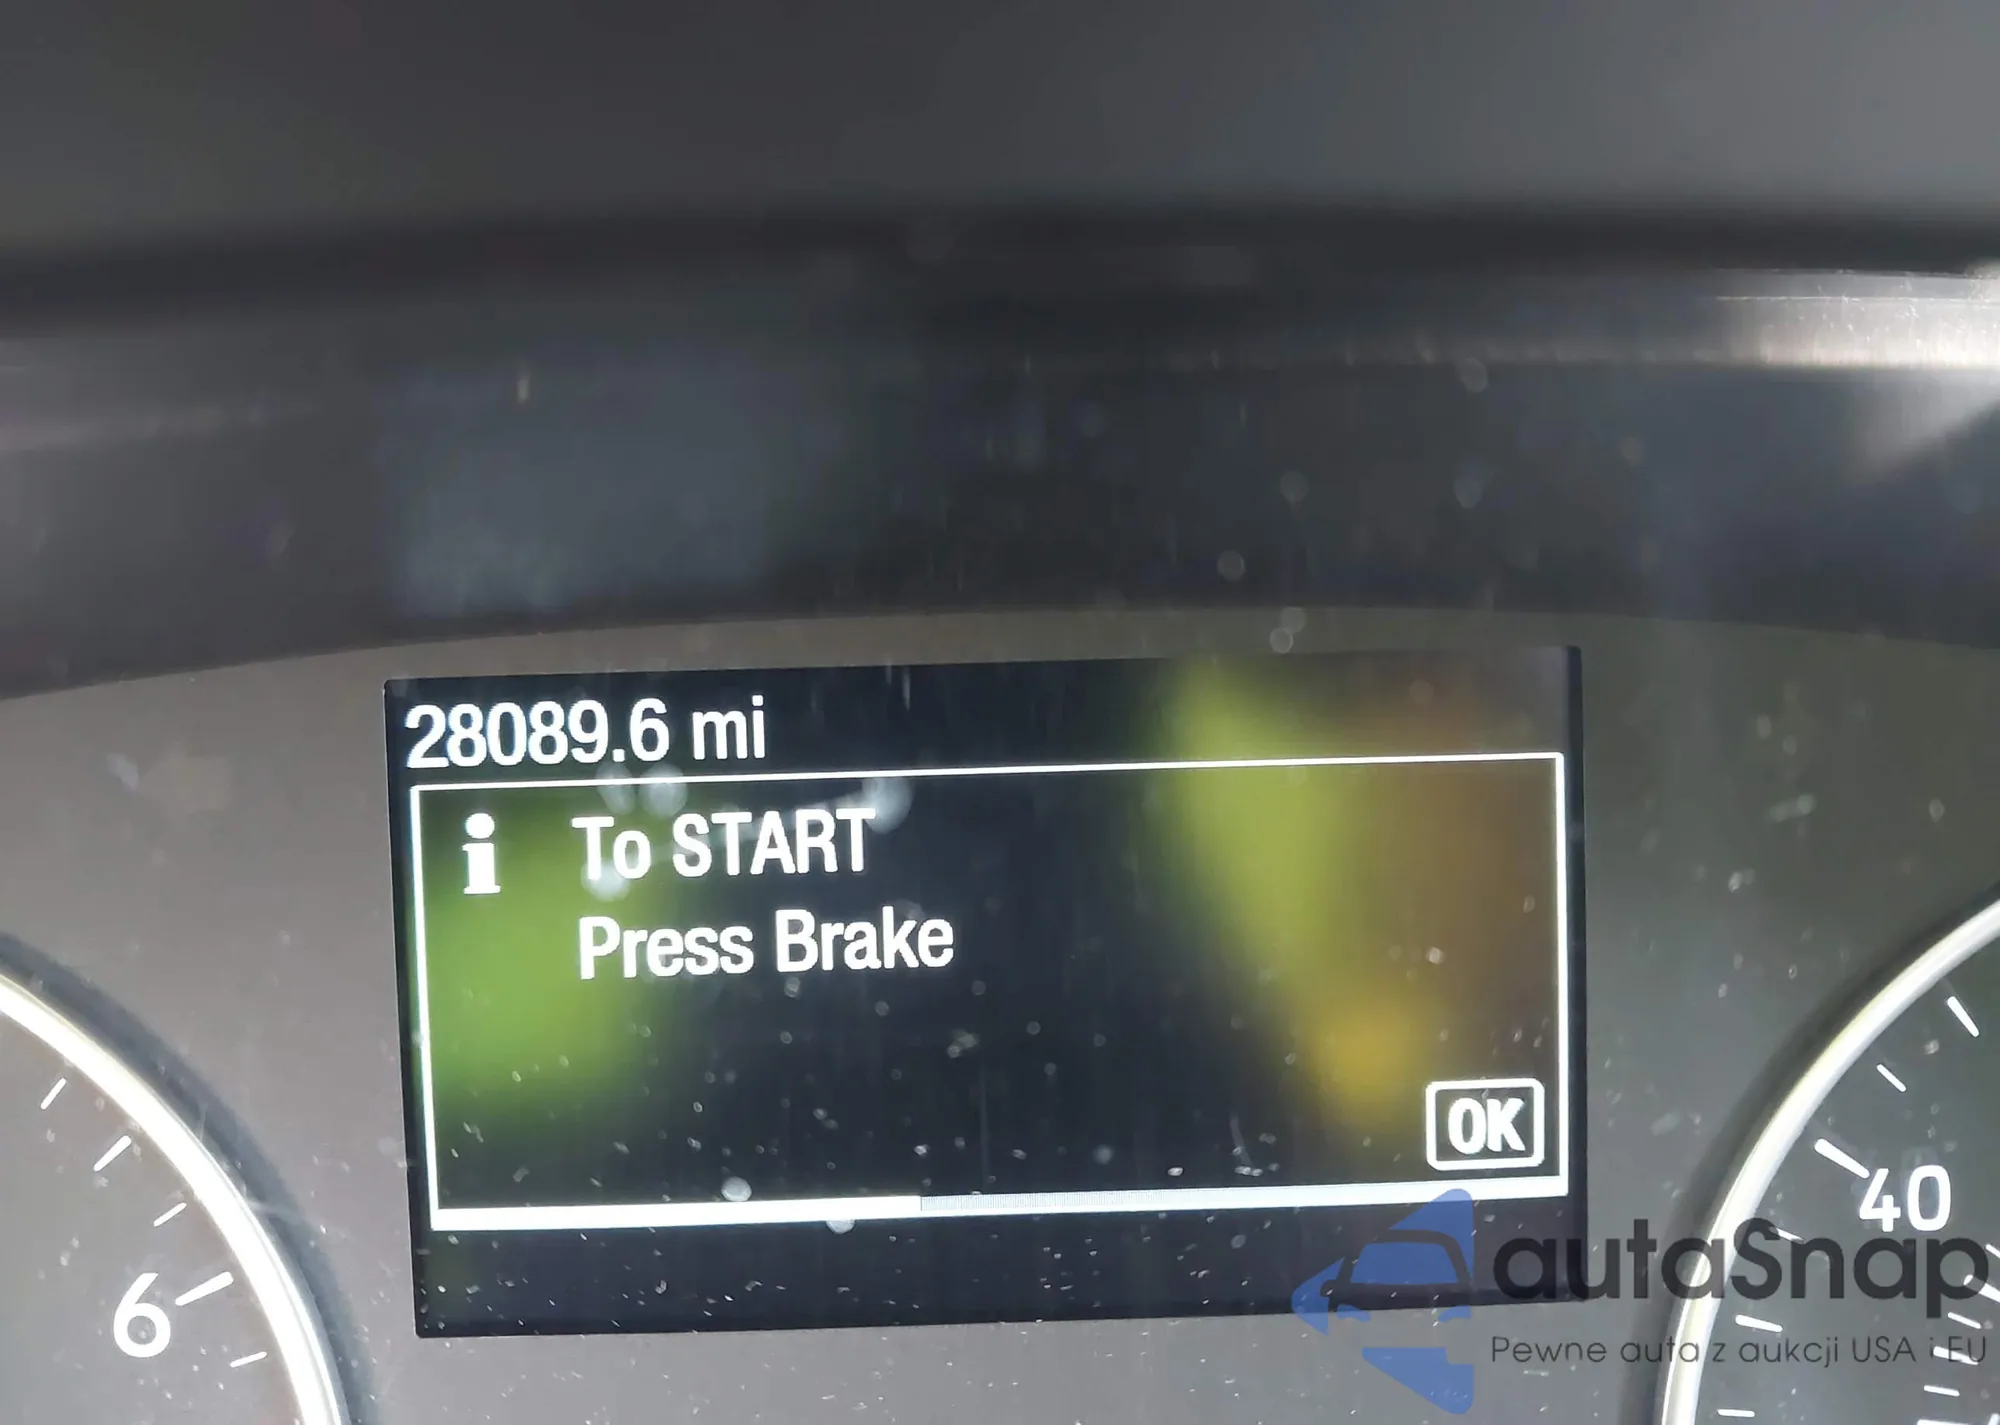 28089.6 mi
i To START
Press Brake
OK
6
40
autaSnap
Pewne auta z aukcji USA i EU